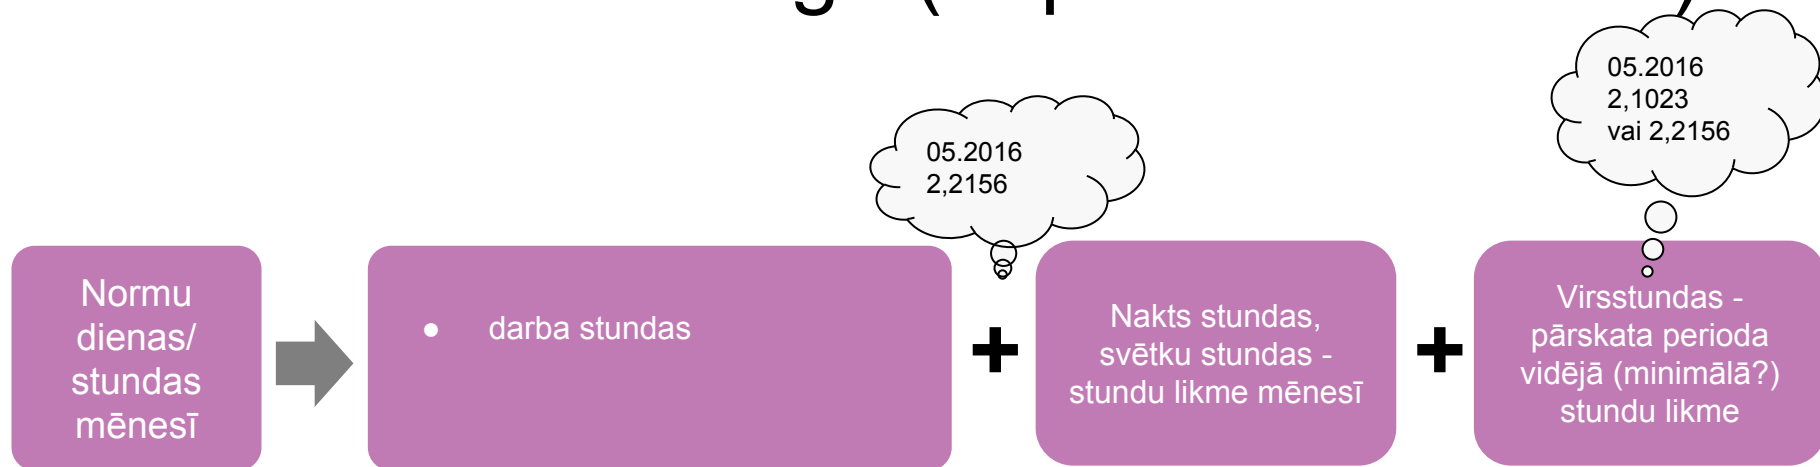 05.2016
2,1023
vai 2,2156
05.2016
2,2156
Normu
dienas/
stundas
mēnesī
● darba stundas
+
Nakts stundas,
svētku stundas -
stundu likme mēnesī
+
Virsstundas -
pārskata perioda
vidējā (minimālā?)
stundu likme